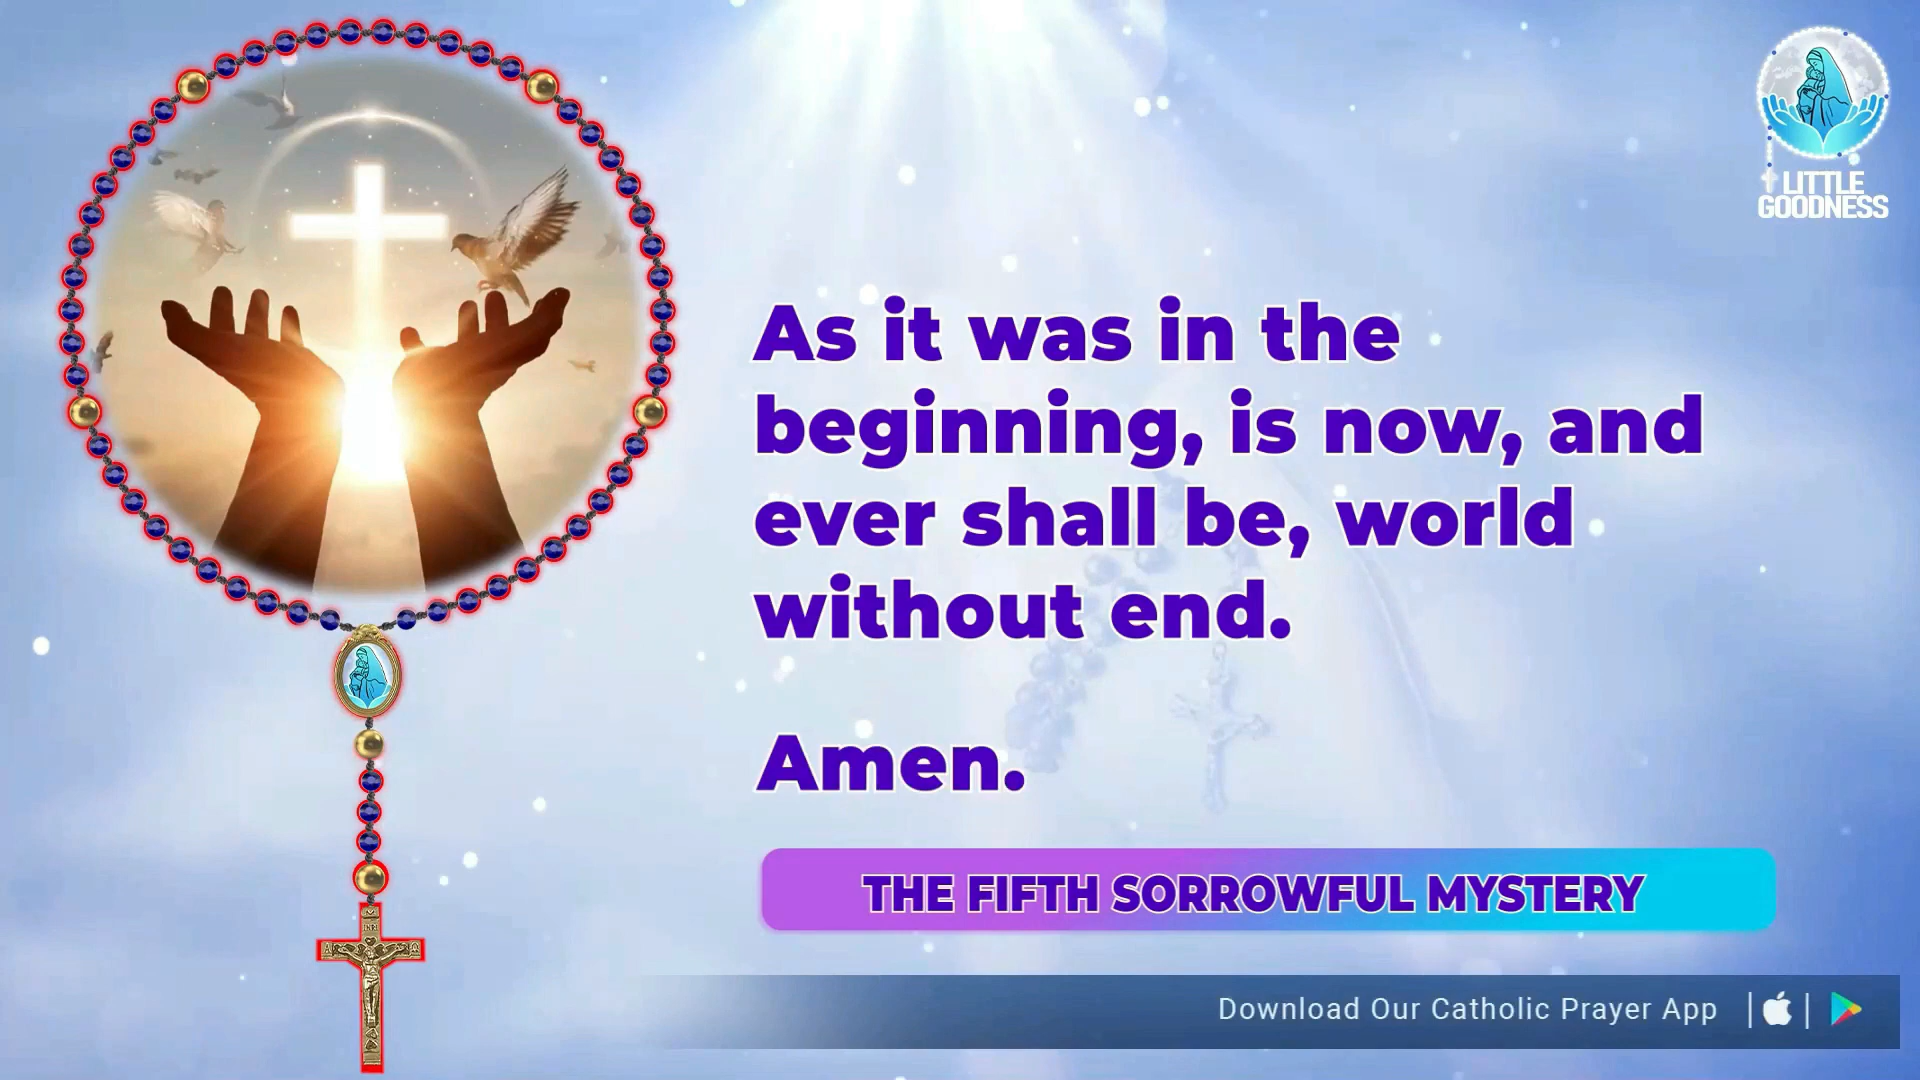 LITTLE
GOODNESS
As it was in the
beginning, is now, and
ever shall be, world
without end.
Amen.
THE FIFTH SORROWFUL MYSTERY
Download Our Catholic Prayer App
INRI